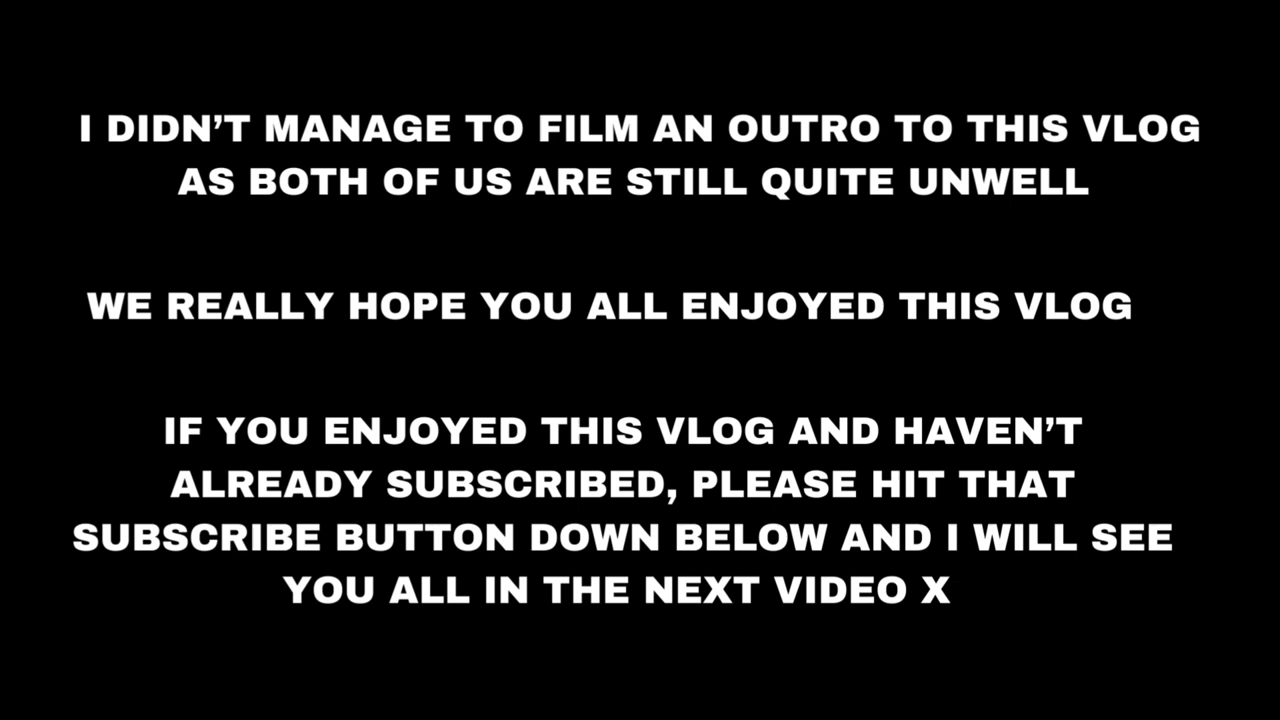 I DIDN’T MANAGE TO FILM AN OUTRO TO THIS VLOG
AS BOTH OF US ARE STILL QUITE UNWELL
WE REALLY HOPE YOU ALL ENJOYED THIS VLOG
IF YOU ENJOYED THIS VLOG AND HAVEN’T
ALREADY SUBSCRIBED, PLEASE HIT THAT
SUBSCRIBE BUTTON DOWN BELOW AND I WILL SEE
YOU ALL IN THE NEXT VIDEO X